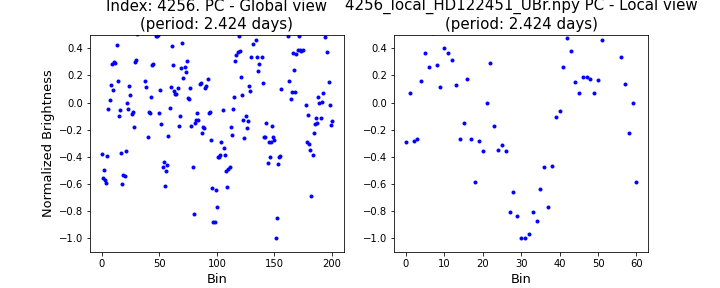 Index: 4256. PC - Global view
(period: 2.424 days)
4256_local_HD122451_UBr.npy PC - Local view
(period: 2.424 days)
Normalized Brightness
0.4
0.2
0.0
−0.2
−0.4
−0.6
−0.8
−1.0
0 50 100 150 200
Bin
0.4
0.2
0.0
−0.2
−0.4
−0.6
−0.8
−1.0
0 10 20 30 40 50 60
Bin